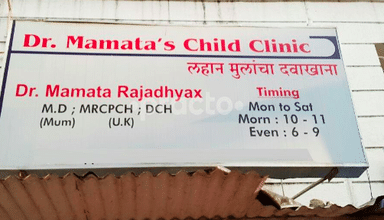 Dr. Mamata's Child Clinic
लहान मुलांचा दवाखाना
Dr. Mamata Rajadhyax
M.D ; MRCPCH ; DCH
(Mum) (U.K)
Timing
Mon to Sat
Morn : 10 - 11
Even : 6 - 9
practo